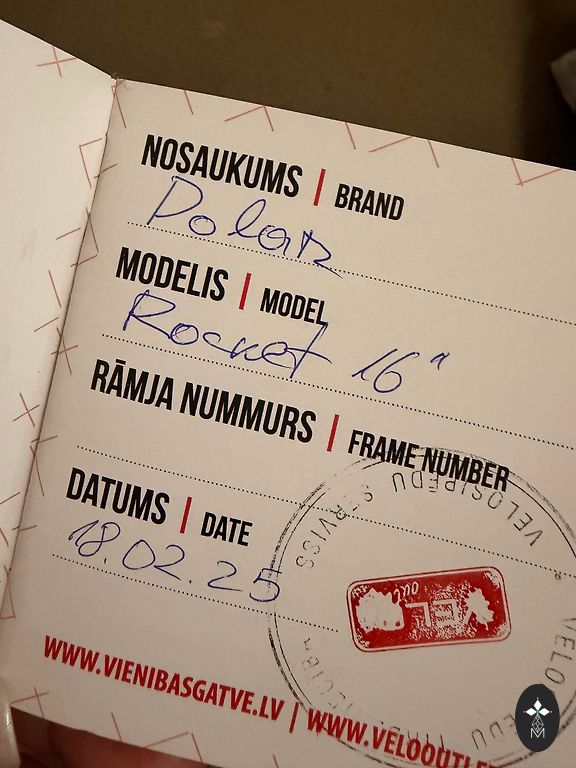 NOSAUKUMS | BRAND
Polar
MODELIS | MODEL
Rocket 16"
RĀMJA NUMMURS | FRAME NUMBER
DATUMS | DATE
18.02.25
VELOSIPĒDU SERVISS
WWW.VIENIBASGATVE.LV | WWW.VELOOUTLE